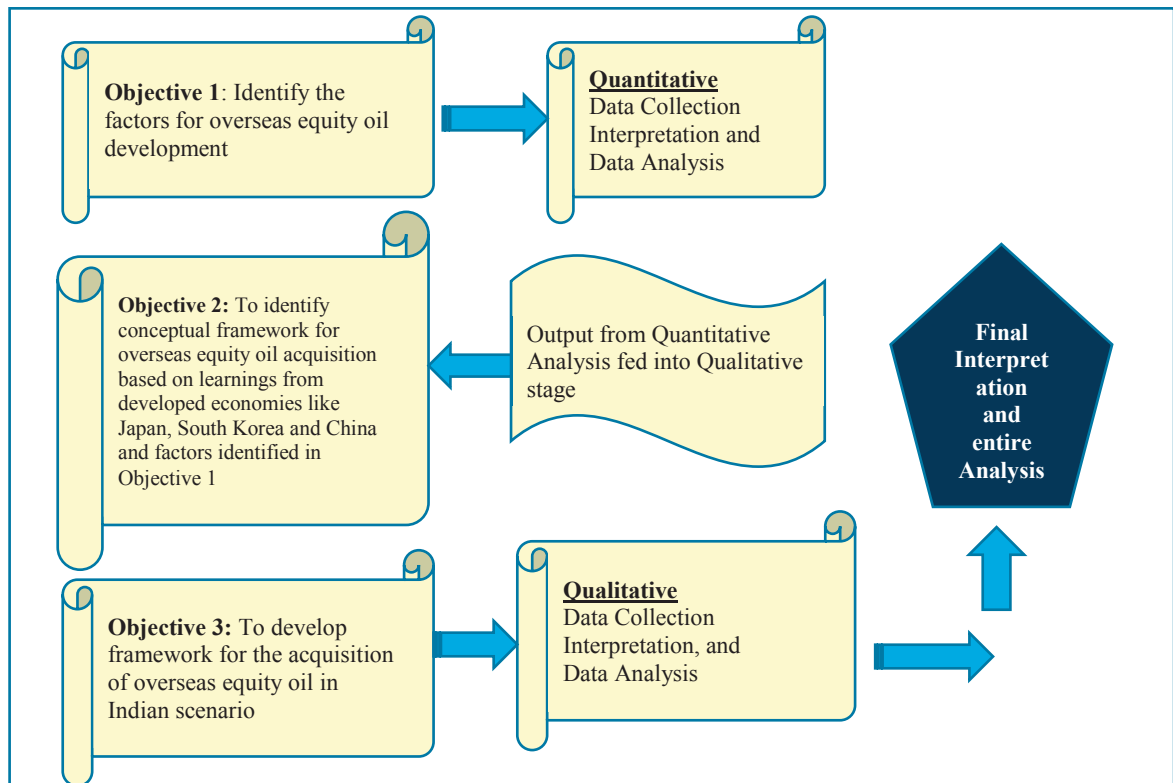 Objective 1: Identify the
factors for overseas equity oil
development
Quantitative
Data Collection
Interpretation and
Data Analysis
Objective 2: To identify
conceptual framework for
overseas equity oil acquisition
based on learnings from
developed economies like
Japan, South Korea and China
and factors identified in
Objective 1
Output from Quantitative
Analysis fed into Qualitative
stage
Final
Interpret
ation
and
entire
Analysis
Objective 3: To develop
framework for the acquisition
of overseas equity oil in
Indian scenario
Qualitative
Data Collection
Interpretation, and
Data Analysis